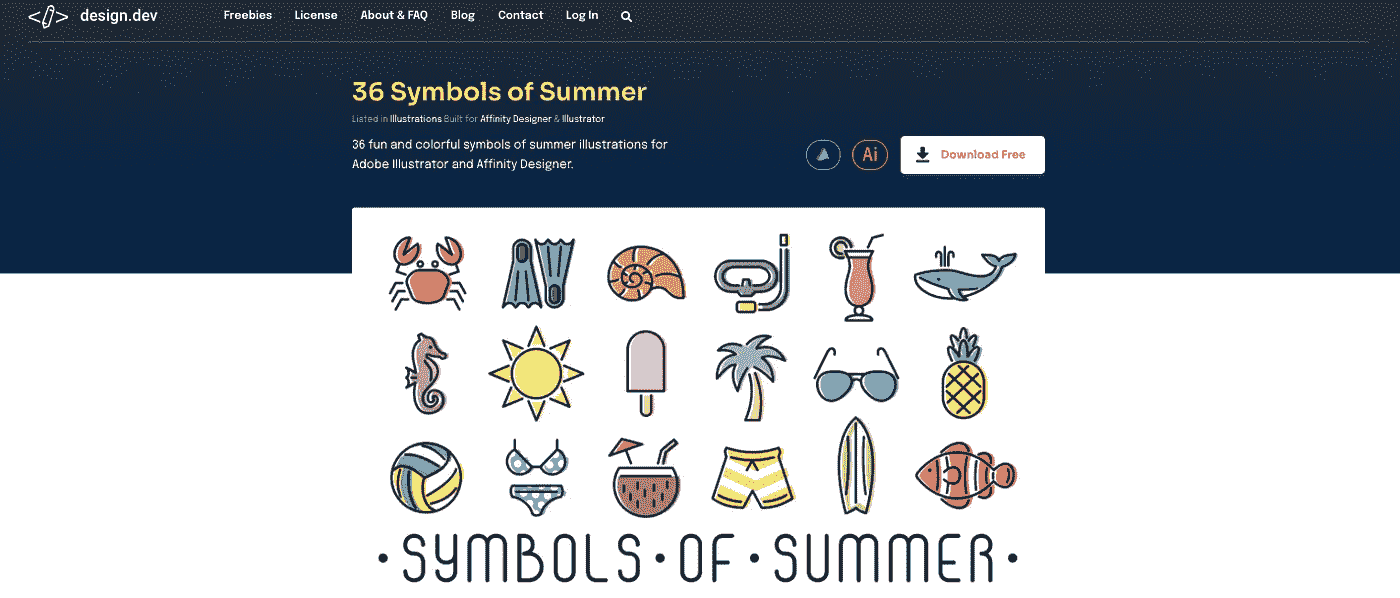 </> design.dev Freebies License About & FAQ Blog Contact Log In
36 Symbols of Summer
Listed in Illustrations Built for Affinity Designer & Illustrator
36 fun and colorful symbols of summer illustrations for
Adobe Illustrator and Affinity Designer.
Ai Download Free
• SYMBOLS • OF • SUMMER •